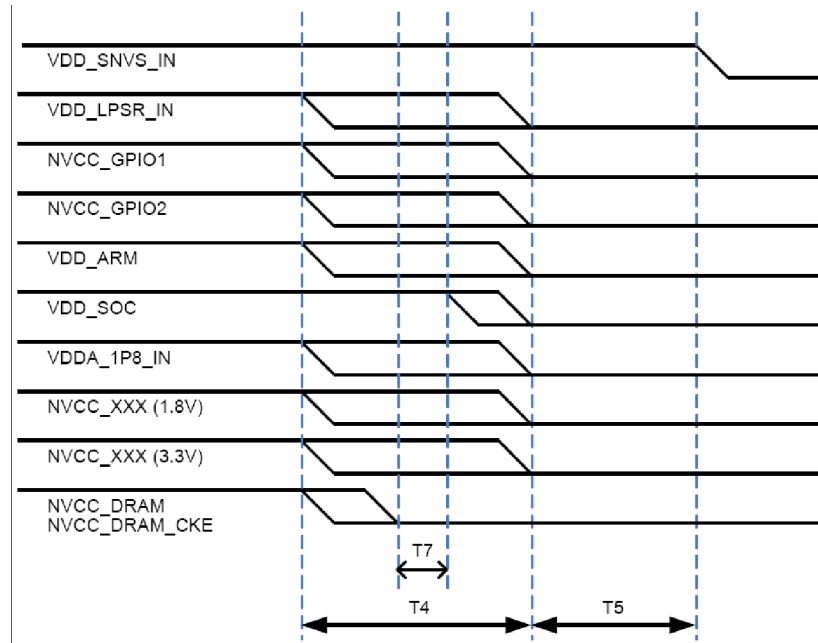 VDD_SNVS_IN
VDD_LPSR_IN
NVCC_GPIO1
NVCC_GPIO2
VDD_ARM
VDD_SOC
VDDA_1P8_IN
NVCC_XXX (1.8V)
NVCC_XXX (3.3V)
NVCC_DRAM
NVCC_DRAM_CKE
T7
T4 T5